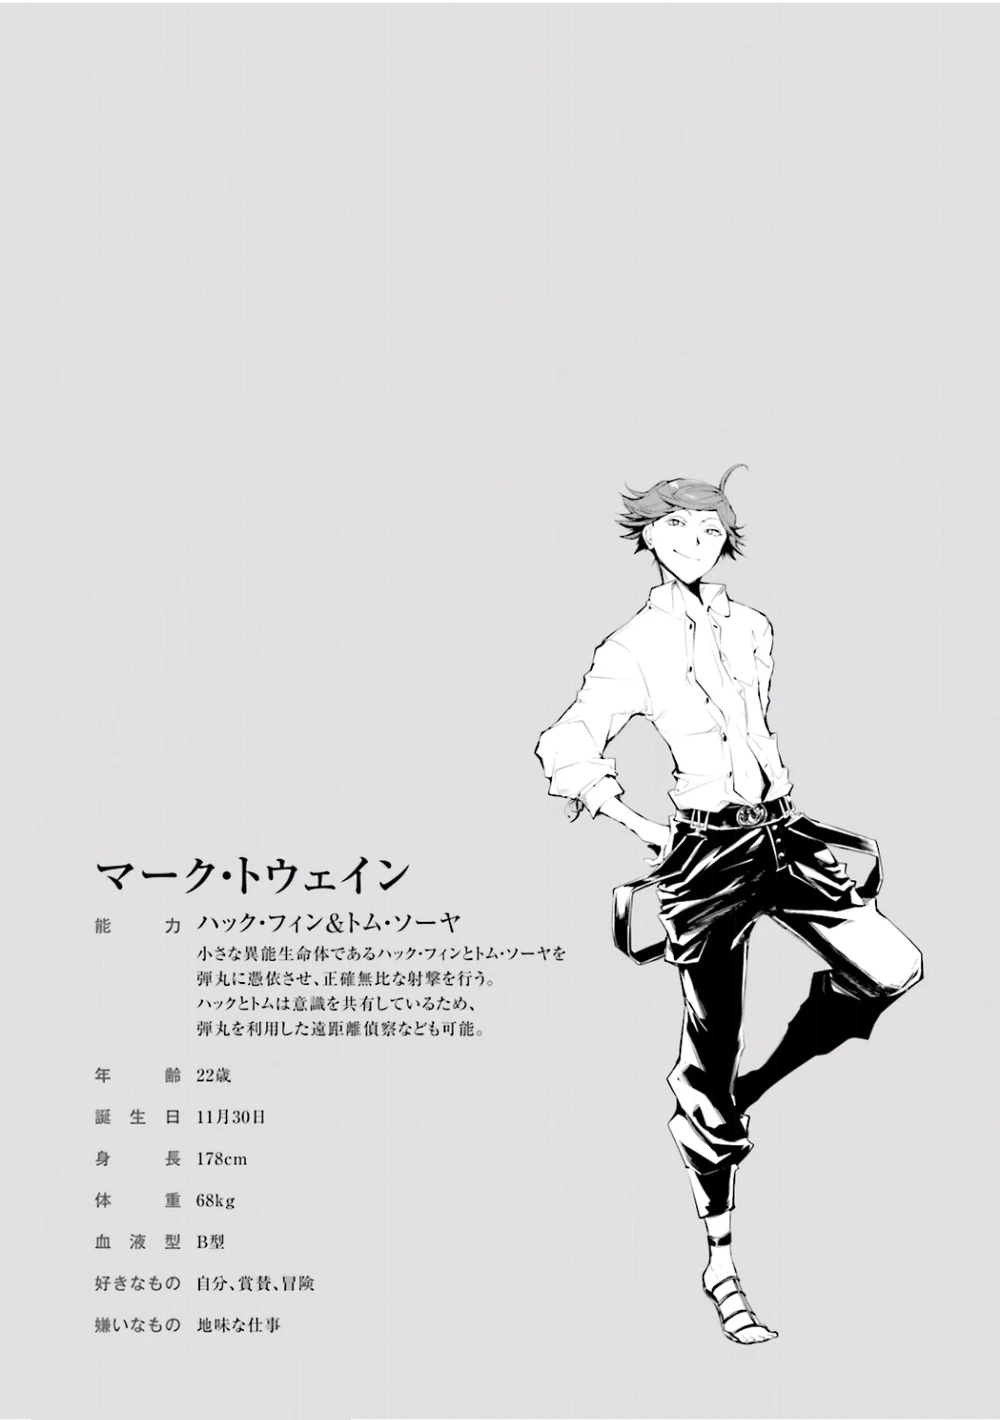 マーク・トウェイン
能力 ハック・フィン&トム・ソーヤ
小さな異能生命体であるハック・フィンとトム・ソーヤを
弾丸に憑依させ、正確無比な射撃を行う。
ハックとトムは意識を共有しているため、
弾丸を利用した遠距離偵察なども可能。
年齢 22歳
誕生日 11月30日
身長 178cm
体重 68kg
血液型 B型
好きなもの 自分、賞賛、冒険
嫌いなもの 地味な仕事